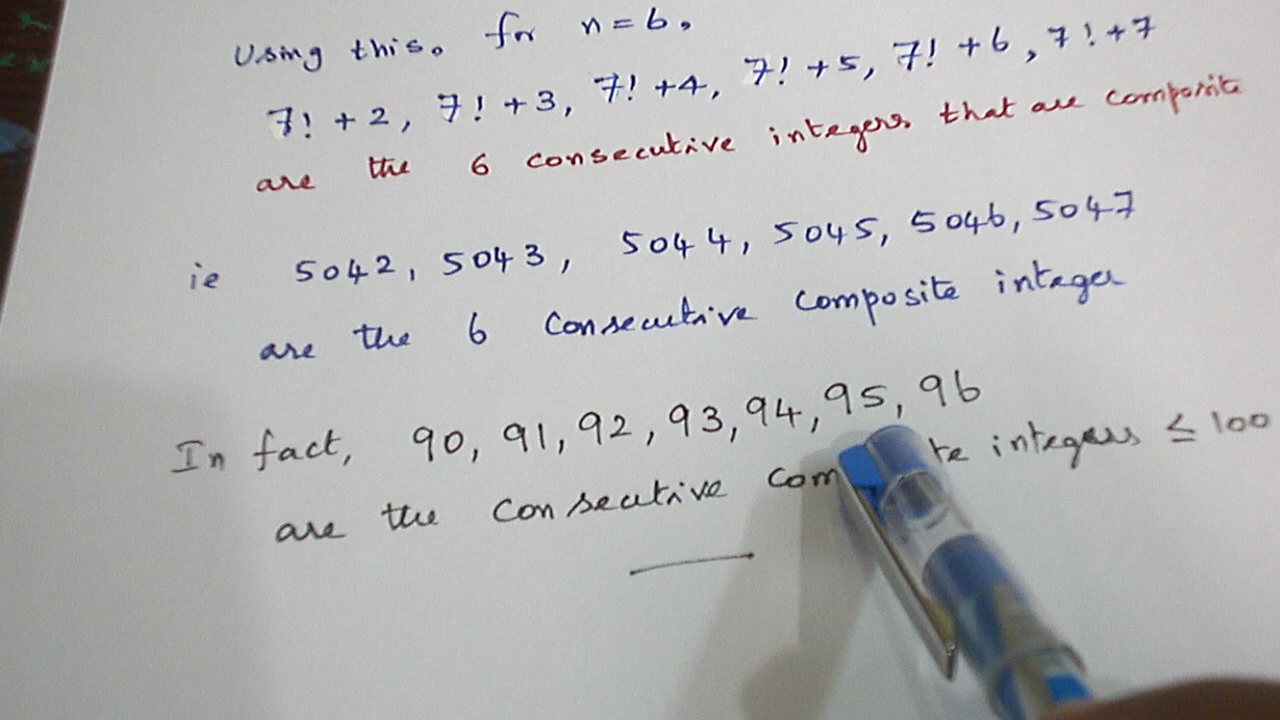 Using this. for n = 6,
7! + 2, 7! + 3, 7! + 4, 7! + 5, 7! + 6, 7! + 7
are the 6 consecutive integers that are composite
ie 5042, 5043, 5044, 5045, 5046, 5047
are the 6 consecutive composite integer
In fact, 90, 91, 92, 93, 94, 95, 96
are the consecutive com te integers ≤ 100